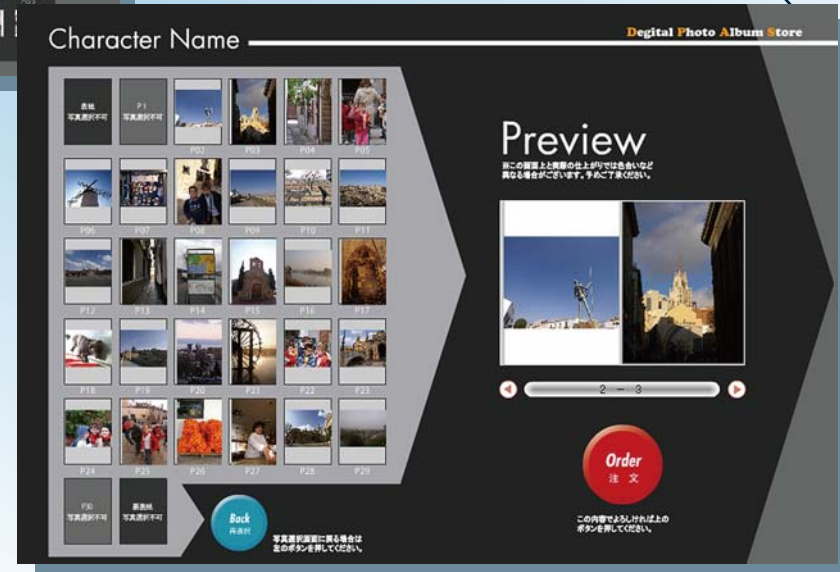 Character Name
Degital Photo Album Store
表紙
写真選択不可
P1
写真選択不可
P02
P03
P04
P05
P06
P07
P08
P09
P10
P11
P12
P13
P14
P15
P16
P17
P18
P19
P20
P21
P22
P23
P24
P25
P26
P27
P28
P29
P30
写真選択不可
裏表紙
写真選択不可
Back
再選択
写真選択画面に戻る場合は
左のボタンを押してください。
Preview
※この画面上と実際の仕上がりでは色合いなど
異なる場合がございます。予めご了承ください。
2 － 3
Order
注 文
この内容でよろしければ上の
ボタンを押してください。